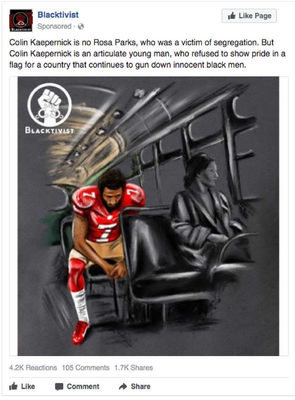 Blacktivist
Like Page
Sponsored ·
Colin Kaepernick is no Rosa Parks, who was a victim of segregation. But
Colin Kaepernick is an articulate young man, who refused to show pride in a
flag for a country that continues to gun down innocent black men.
BLACKTIVIST
7
7
4.2K Reactions 105 Comments 1.7K Shares
Like Comment Share